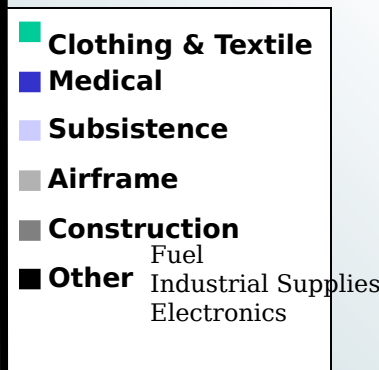 Clothing & Textile
Medical
Subsistence
Airframe
Construction
Fuel
Other
Industrial Supplies
Electronics